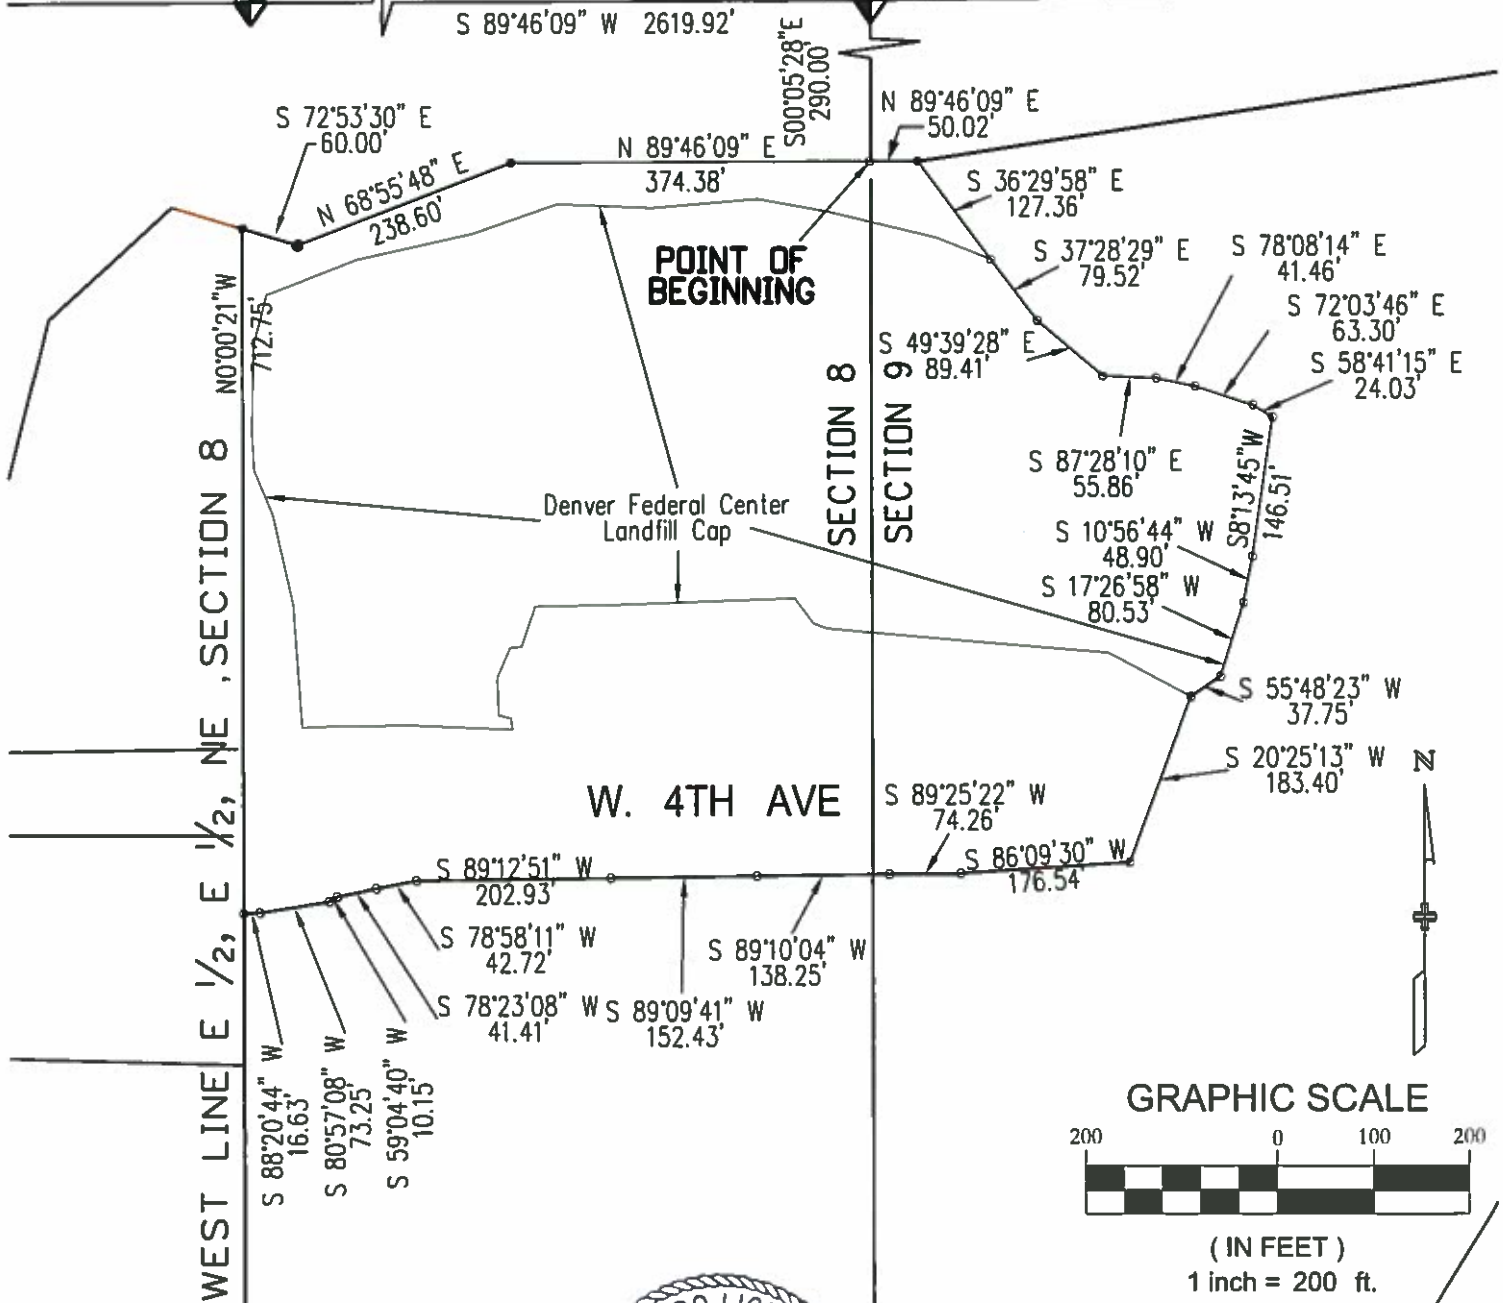 S 89°46'09" W 2619.92'
S00°05'28"E
290.00'
N 89°46'09" E
50.02'
S 72°53'30" E
60.00'
N 68°55'48" E
238.60'
N 89°46'09" E
374.38'
S 36°29'58" E
127.36'
POINT OF
BEGINNING
S 37°28'29" E
79.52'
S 78°08'14" E
41.46'
S 72°03'46" E
63.30'
S 49°39'28" E
89.41'
S 58°41'15" E
24.03'
N0°00'21"W
712.75'
SECTION 8
SECTION 9
S 87°28'10" E
55.86'
S8°13'45"W
146.51'
Denver Federal Center
Landfill Cap
S 10°56'44" W
48.90'
S 17°26'58" W
80.53'
S 55°48'23" W
37.75'
S 20°25'13" W
183.40'
N
W. 4TH AVE
S 89°25'22" W
74.26'
S 86°09'30" W
176.54'
S 89°12'51" W
202.93'
S 78°58'11" W
42.72'
S 89°10'04" W
138.25'
S 78°23'08" W
41.41'
S 89°09'41" W
152.43'
S 88°20'44" W
16.63'
S 80°57'08" W
73.25'
S 59°04'40" W
10.15'
WEST LINE E 1/2, E 1/2, NE ,SECTION 8
GRAPHIC SCALE
200 0 100 200
( IN FEET )
1 inch = 200 ft.